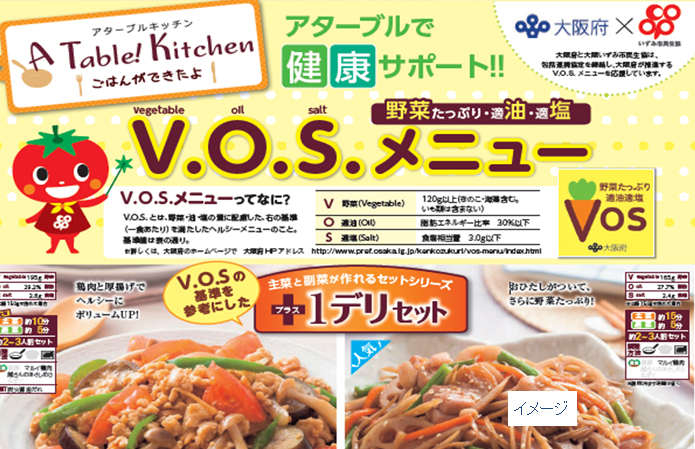 アターブルキッチン
A Table! Kitchen
ごはんができたよ
アターブルで
健康サポート!!
大阪府 × いずみ市民生協
大阪府と大阪いずみ市民生協は、
包括連携協定を締結し、大阪府が推進する
V.O.S.メニューを応援しています。
vegetable oil salt
野菜たっぷり・適油・適塩
V.O.S.メニュー
V.O.S.メニューってなに?
V.O.S.とは、野菜・油・塩の量に配慮した、右の基準
(一食あたり)を満たしたヘルシーメニューのこと。
基準値は表の通り。
※詳しくは、大阪府のホームページで 大阪府HPアドレス http://www.pref.osaka.lg.jp/kenkozukuri/vos-menu/index.html
V 野菜(Vegetable) 120g以上(きのこ・海藻含む。いも類は含まない)
O 適油(Oil) 脂肪エネルギー比率 30%以下
S 適塩(Salt) 食塩相当量 3.0g以下
野菜たっぷり
適油適塩
VOS
大阪府
V vegetable 195g
O oil 29.2%
S salt 2.8g
約10分
約5分
約2~3人前セット
鶏肉と厚揚げで
ヘルシーに
ボリュームUP!
V.O.Sの
基準を
参考にした
主菜と副菜が作れるセットシリーズ
プラス
+1デリセット
おひたしがついて、
さらに野菜たっぷり!
V vegetable 165g
O oil 27.7%
S salt 2.4g
約15分
約5分
約2~3人前セット
人気!
イメージ